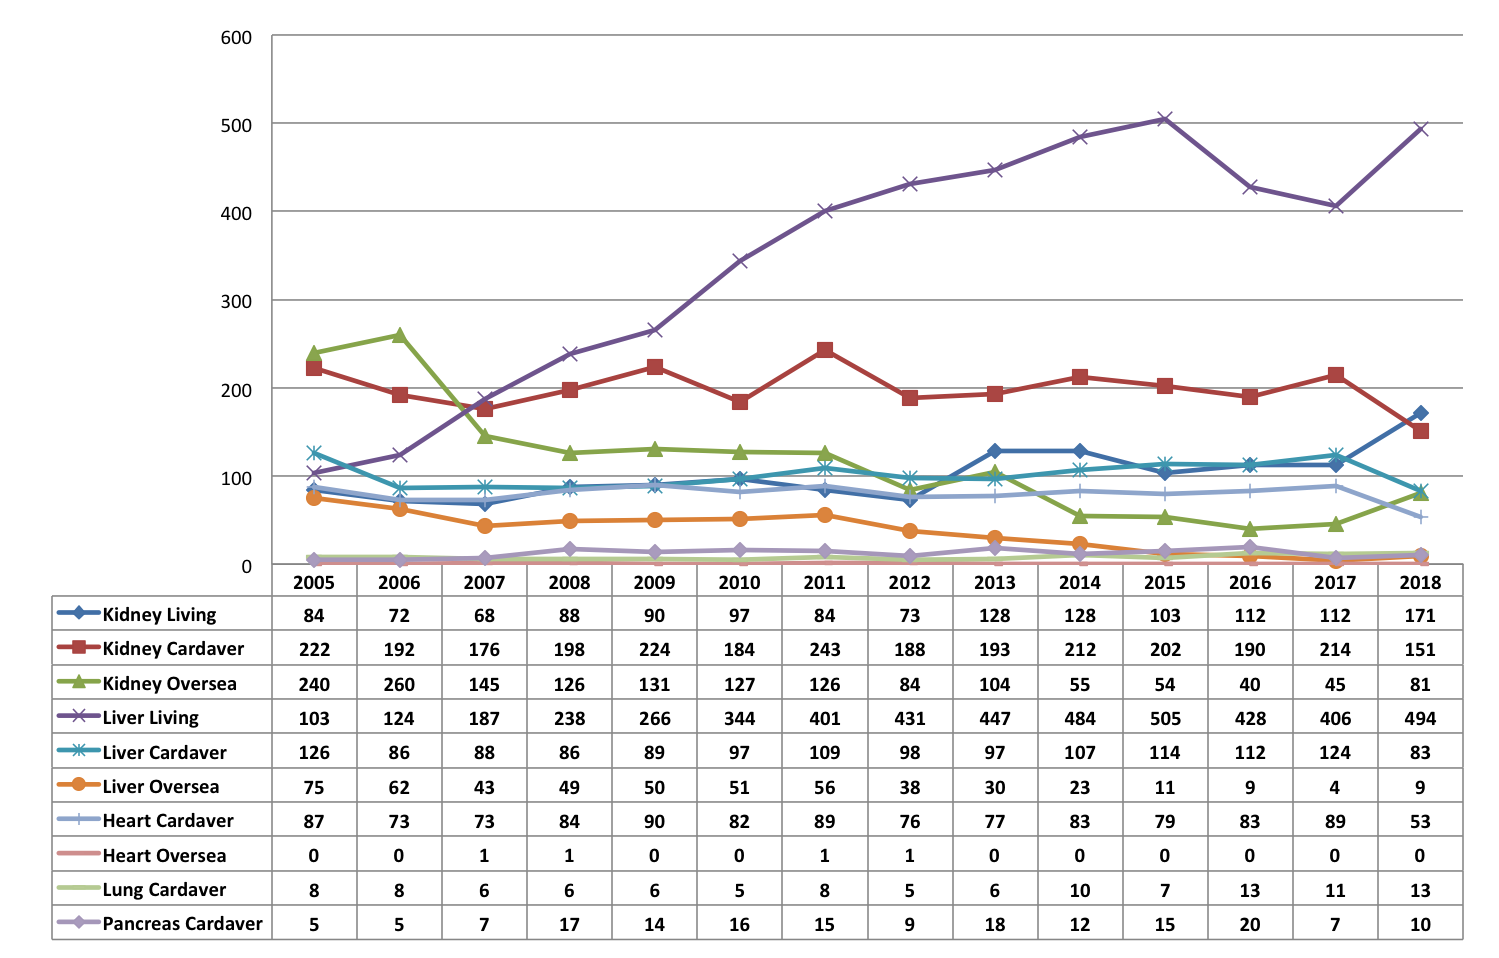 600
500
400
300
200
100
0
2005 2006 2007 2008 2009 2010 2011 2012 2013 2014 2015 2016 2017 2018
Kidney Living 84 72 68 88 90 97 84 73 128 128 103 112 112 171
Kidney Cardaver 222 192 176 198 224 184 243 188 193 212 202 190 214 151
Kidney Oversea 240 260 145 126 131 127 126 84 104 55 54 40 45 81
Liver Living 103 124 187 238 266 344 401 431 447 484 505 428 406 494
Liver Cardaver 126 86 88 86 89 97 109 98 97 107 114 112 124 83
Liver Oversea 75 62 43 49 50 51 56 38 30 23 11 9 4 9
Heart Cardaver 87 73 73 84 90 82 89 76 77 83 79 83 89 53
Heart Oversea 0 0 1 1 0 0 1 1 0 0 0 0 0 0
Lung Cardaver 8 8 6 6 6 5 8 5 6 10 7 13 11 13
Pancreas Cardaver 5 5 7 17 14 16 15 9 18 12 15 20 7 10